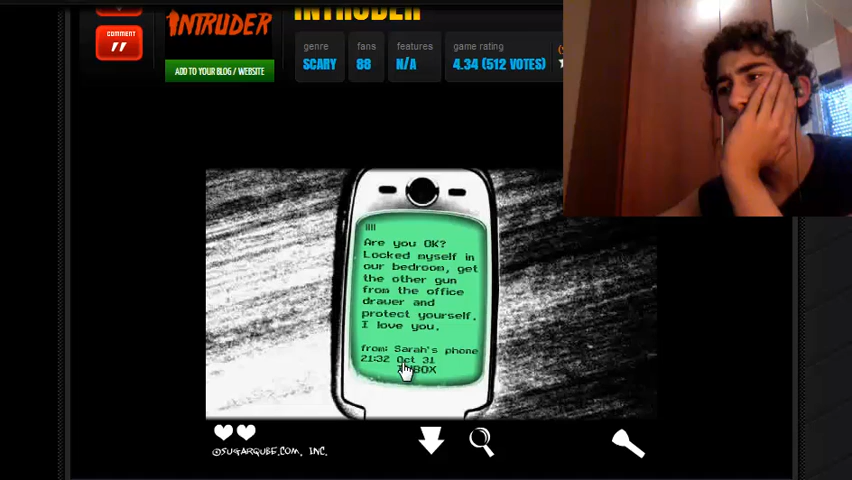 INTRUDER
COMMENT
INTRUDER
genre
SCARY
fans
88
features
N/A
game rating
4.34 (512 VOTES)
ADD TO YOUR BLOG / WEBSITE
Are you OK?
Locked myself in
our bedroom, get
the other gun
from the office
drawer and
protect yourself.
I love you.
from: Sarah's phone
21:32 Oct 31
@SUGARQUBE.COM, INC.